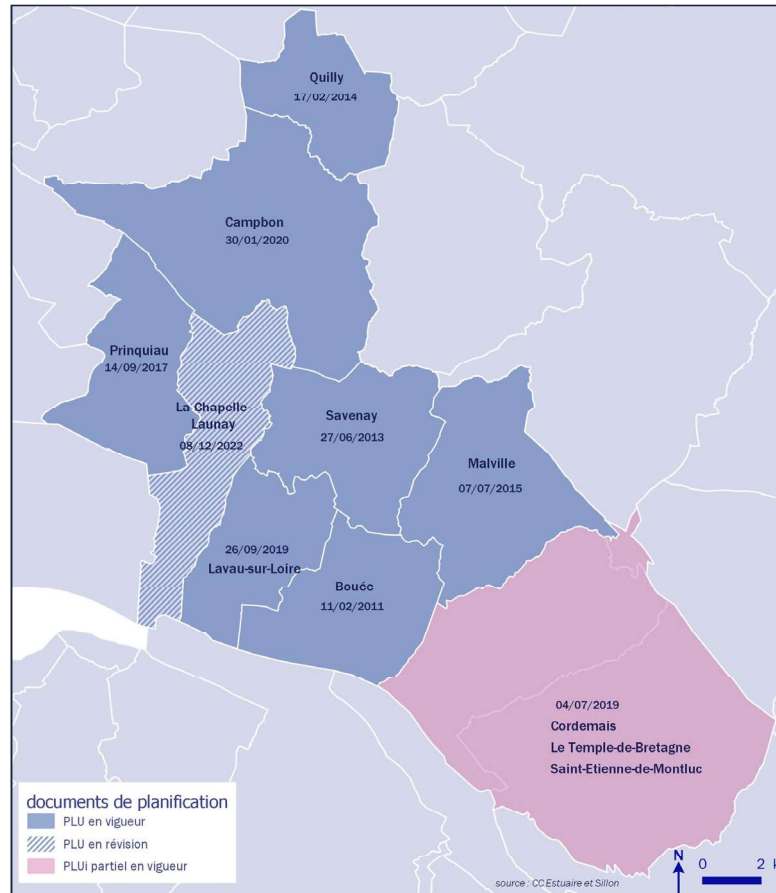 Quilly
17/02/2014
Campbon
30/01/2020
Prinquiau
14/09/2017
La Chapelle
Launay
08/12/2022
Savenay
27/06/2013
Malville
07/07/2015
26/09/2019
Lavau-sur-Loire
Bouée
11/02/2011
04/07/2019
Cordemais
Le Temple-de-Bretagne
Saint-Etienne-de-Montluc
documents de planification
PLU en vigueur
PLU en révision
PLUi partiel en vigueur
source : CC Estuaire et Sillon
N
0 2 k